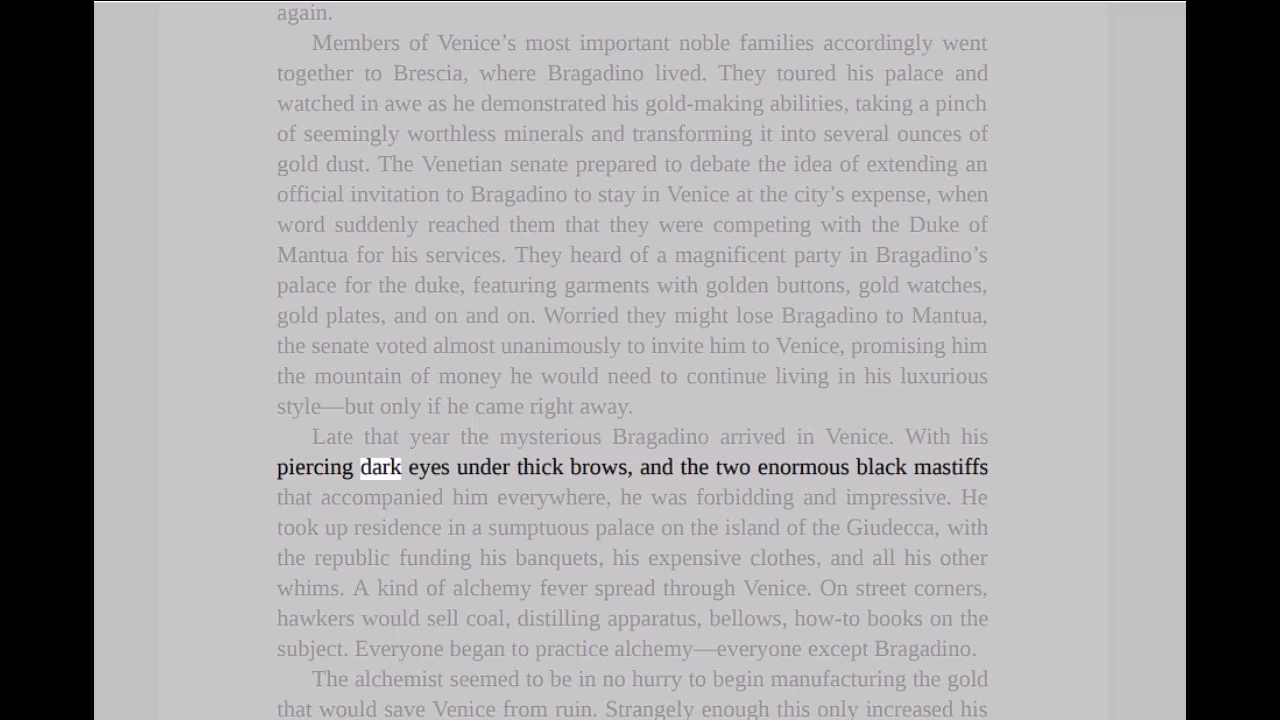 again.
Members of Venice’s most important noble families accordingly went
together to Brescia, where Bragadino lived. They toured his palace and
watched in awe as he demonstrated his gold-making abilities, taking a pinch
of seemingly worthless minerals and transforming it into several ounces of
gold dust. The Venetian senate prepared to debate the idea of extending an
official invitation to Bragadino to stay in Venice at the city’s expense, when
word suddenly reached them that they were competing with the Duke of
Mantua for his services. They heard of a magnificent party in Bragadino’s
palace for the duke, featuring garments with golden buttons, gold watches,
gold plates, and on and on. Worried they might lose Bragadino to Mantua,
the senate voted almost unanimously to invite him to Venice, promising him
the mountain of money he would need to continue living in his luxurious
style—but only if he came right away.
Late that year the mysterious Bragadino arrived in Venice. With his
piercing dark eyes under thick brows, and the two enormous black mastiffs
that accompanied him everywhere, he was forbidding and impressive. He
took up residence in a sumptuous palace on the island of the Giudecca, with
the republic funding his banquets, his expensive clothes, and all his other
whims. A kind of alchemy fever spread through Venice. On street corners,
hawkers would sell coal, distilling apparatus, bellows, how-to books on the
subject. Everyone began to practice alchemy—everyone except Bragadino.
The alchemist seemed to be in no hurry to begin manufacturing the gold
that would save Venice from ruin. Strangely enough this only increased his